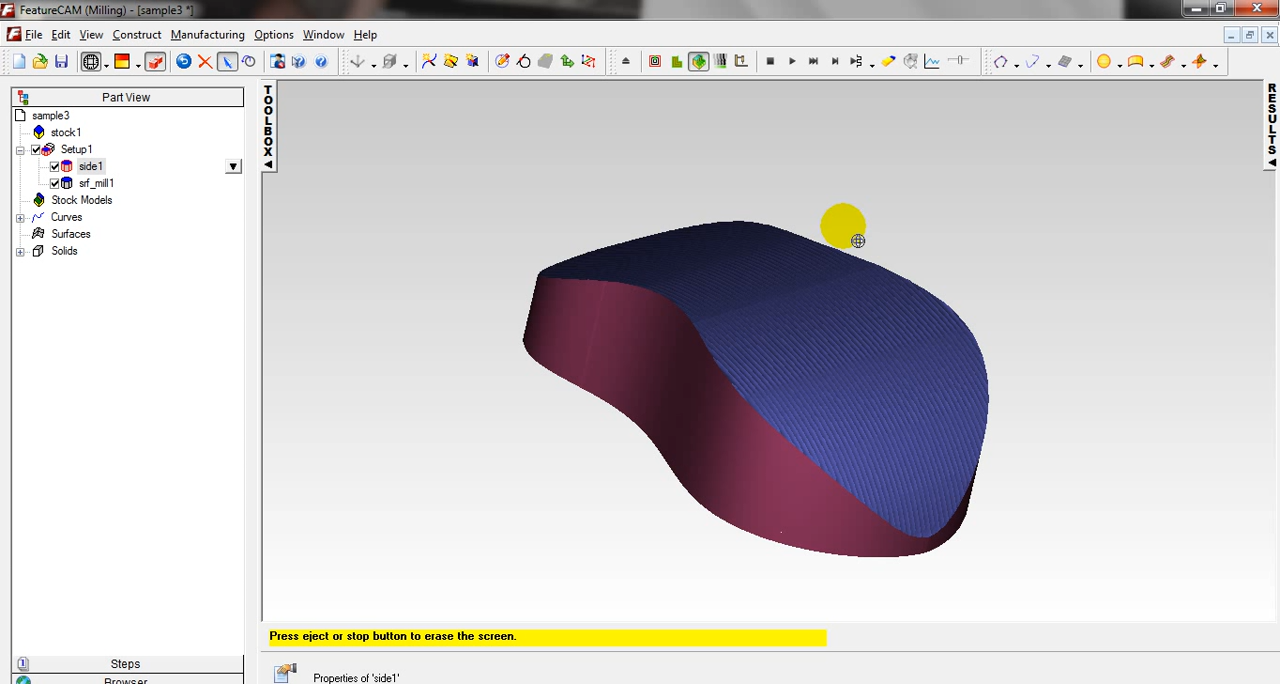 FeatureCAM (Milling) - [sample3 *]
File Edit View Construct Manufacturing Options Window Help
Part View
sample3
stock1
Setup1
side1
srf_mill1
Stock Models
Curves
Surfaces
Solids
TOOLBOX
RESULTS
Press eject or stop button to erase the screen.
Steps
Properties of 'side1'
Browser